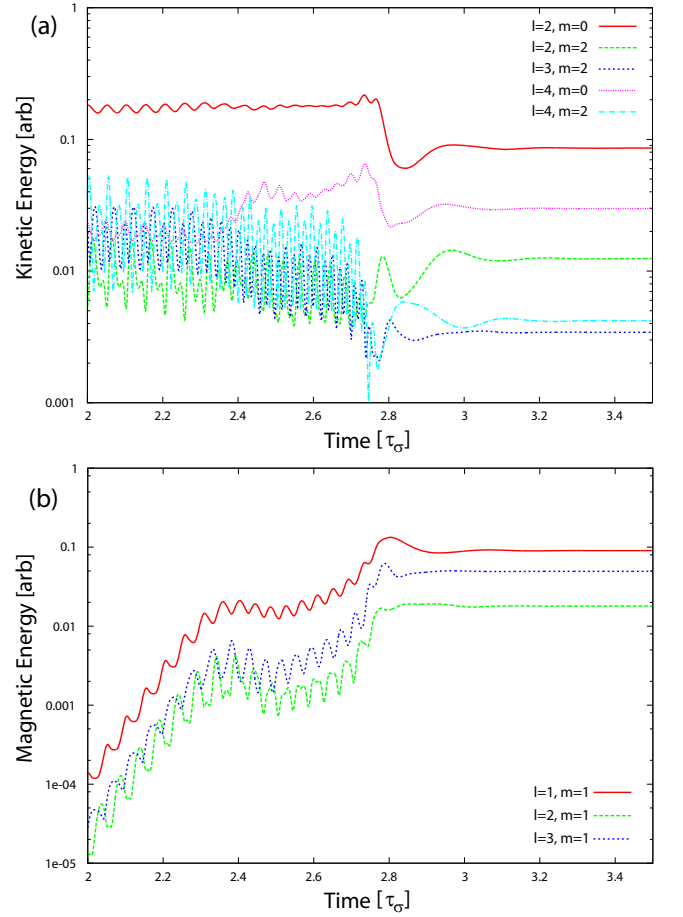 (a)
1
0.1
0.01
0.001
Kinetic Energy [arb]
l=2, m=0
l=2, m=2
l=3, m=2
l=4, m=0
l=4, m=2
2 2.2 2.4 2.6 2.8 3 3.2 3.4
Time [τσ]
(b)
1
0.1
0.01
0.001
1e-04
1e-05
Magnetic Energy [arb]
l=1, m=1
l=2, m=1
l=3, m=1
2 2.2 2.4 2.6 2.8 3 3.2 3.4
Time [τσ]